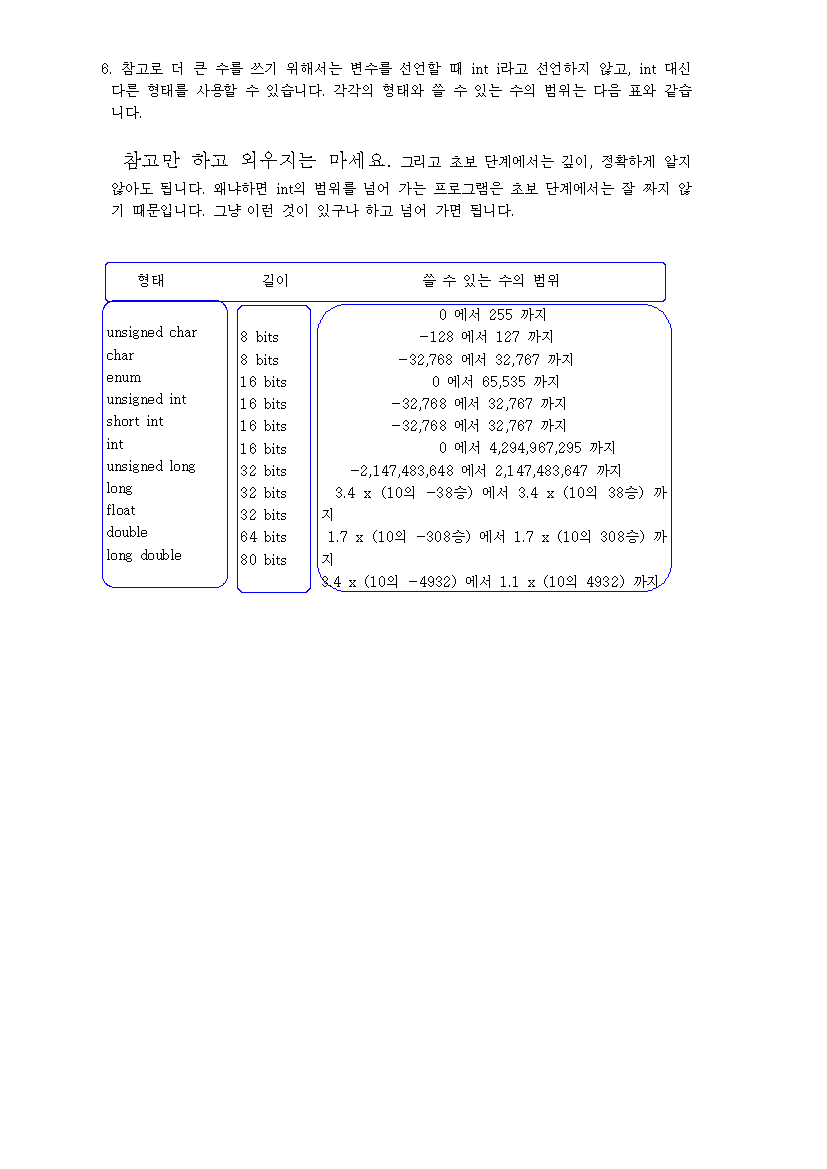 6. 참고로 더 큰 수를 쓰기 위해서는 변수를 선언할 때 int i라고 선언하지 않고, int 대신
다른 형태를 사용할 수 있습니다. 각각의 형태와 쓸 수 있는 수의 범위는 다음 표와 같습
니다.
참고만 하고 외우지는 마세요. 그리고 초보 단계에서는 깊이, 정확하게 알지
않아도 됩니다. 왜냐하면 int의 범위를 넘어 가는 프로그램은 초보 단계에서는 잘 짜지 않
기 때문입니다. 그냥 이런 것이 있구나 하고 넘어 가면 됩니다.
형태 길이 쓸 수 있는 수의 범위
unsigned char
char
enum
unsigned int
short int
int
unsigned long
long
float
double
long double
8 bits
8 bits
16 bits
16 bits
16 bits
16 bits
32 bits
32 bits
32 bits
64 bits
80 bits
0 에서 255 까지
-128 에서 127 까지
-32,768 에서 32,767 까지
0 에서 65,535 까지
-32,768 에서 32,767 까지
-32,768 에서 32,767 까지
0 에서 4,294,967,295 까지
-2,147,483,648 에서 2,147,483,647 까지
3.4 x (10의 -38승) 에서 3.4 x (10의 38승) 까
지
1.7 x (10의 -308승) 에서 1.7 x (10의 308승) 까
지
3.4 x (10의 -4932) 에서 1.1 x (10의 4932) 까지